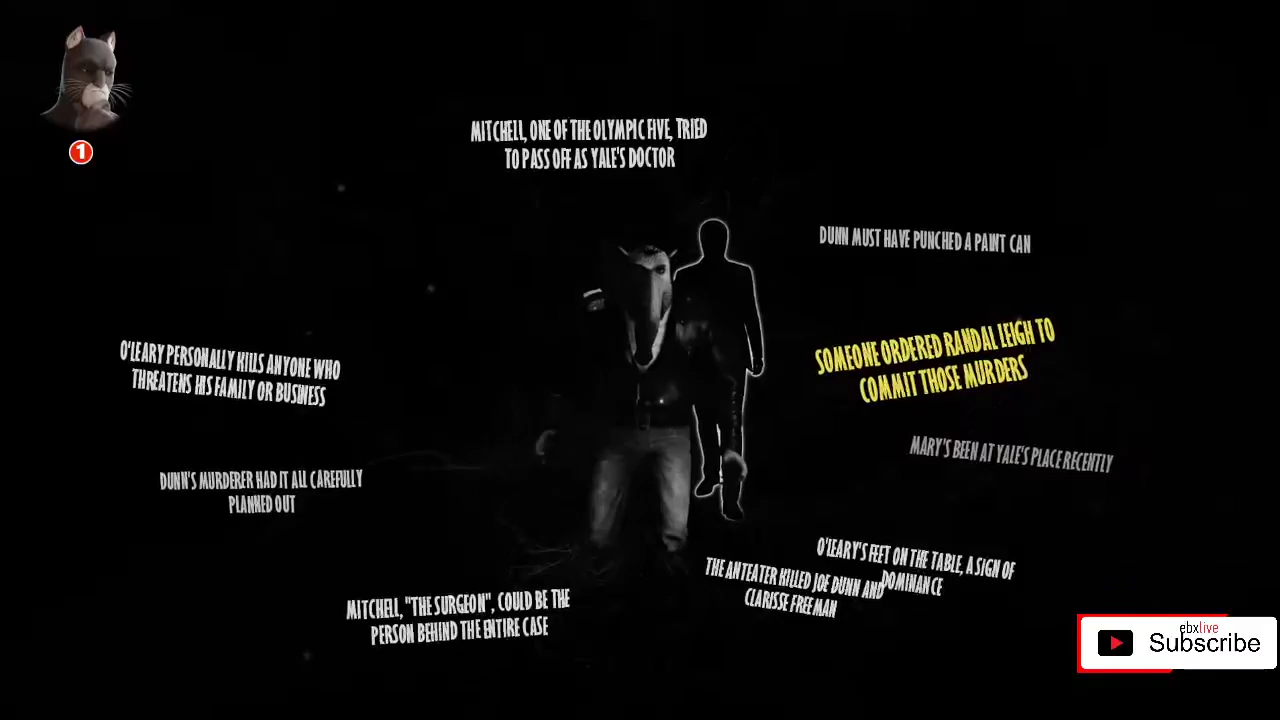 1
MITCHELL, ONE OF THE OLYMPIC FIVE, TRIED
TO PASS OFF AS YALE'S DOCTOR
DUNN MUST HAVE PUNCHED A PAINT CAN
SOMEONE ORDERED RANDAL LEIGH TO
COMMIT THOSE MURDERS
O'LEARY PERSONALLY KILLS ANYONE WHO
THREATENS HIS FAMILY OR BUSINESS
MARY'S BEEN AT YALE'S PLACE RECENTLY
DUNN'S MURDERER HAD IT ALL CAREFULLY
PLANNED OUT
O'LEARY'S FEET ON THE TABLE, A SIGN OF
DOMINANCE
THE ANTEATER KILLED JOE DUNN AND
CLARISSE FREEMAN
MITCHELL, "THE SURGEON", COULD BE THE
PERSON BEHIND THE ENTIRE CASE
ebxlive
Subscribe